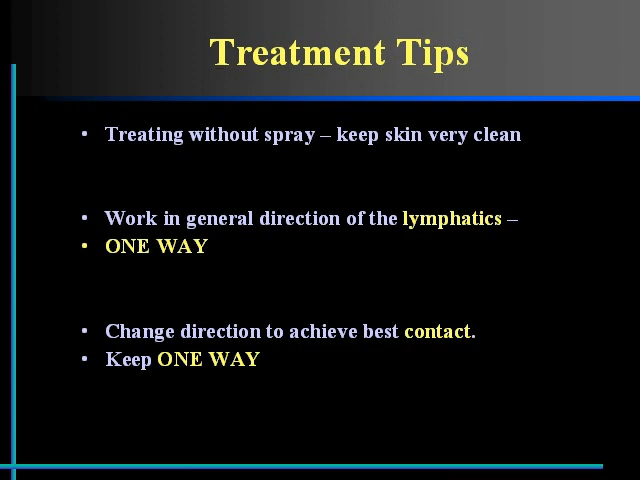 Treatment Tips
• Treating without spray – keep skin very clean
• Work in general direction of the lymphatics –
• ONE WAY
• Change direction to achieve best contact.
• Keep ONE WAY